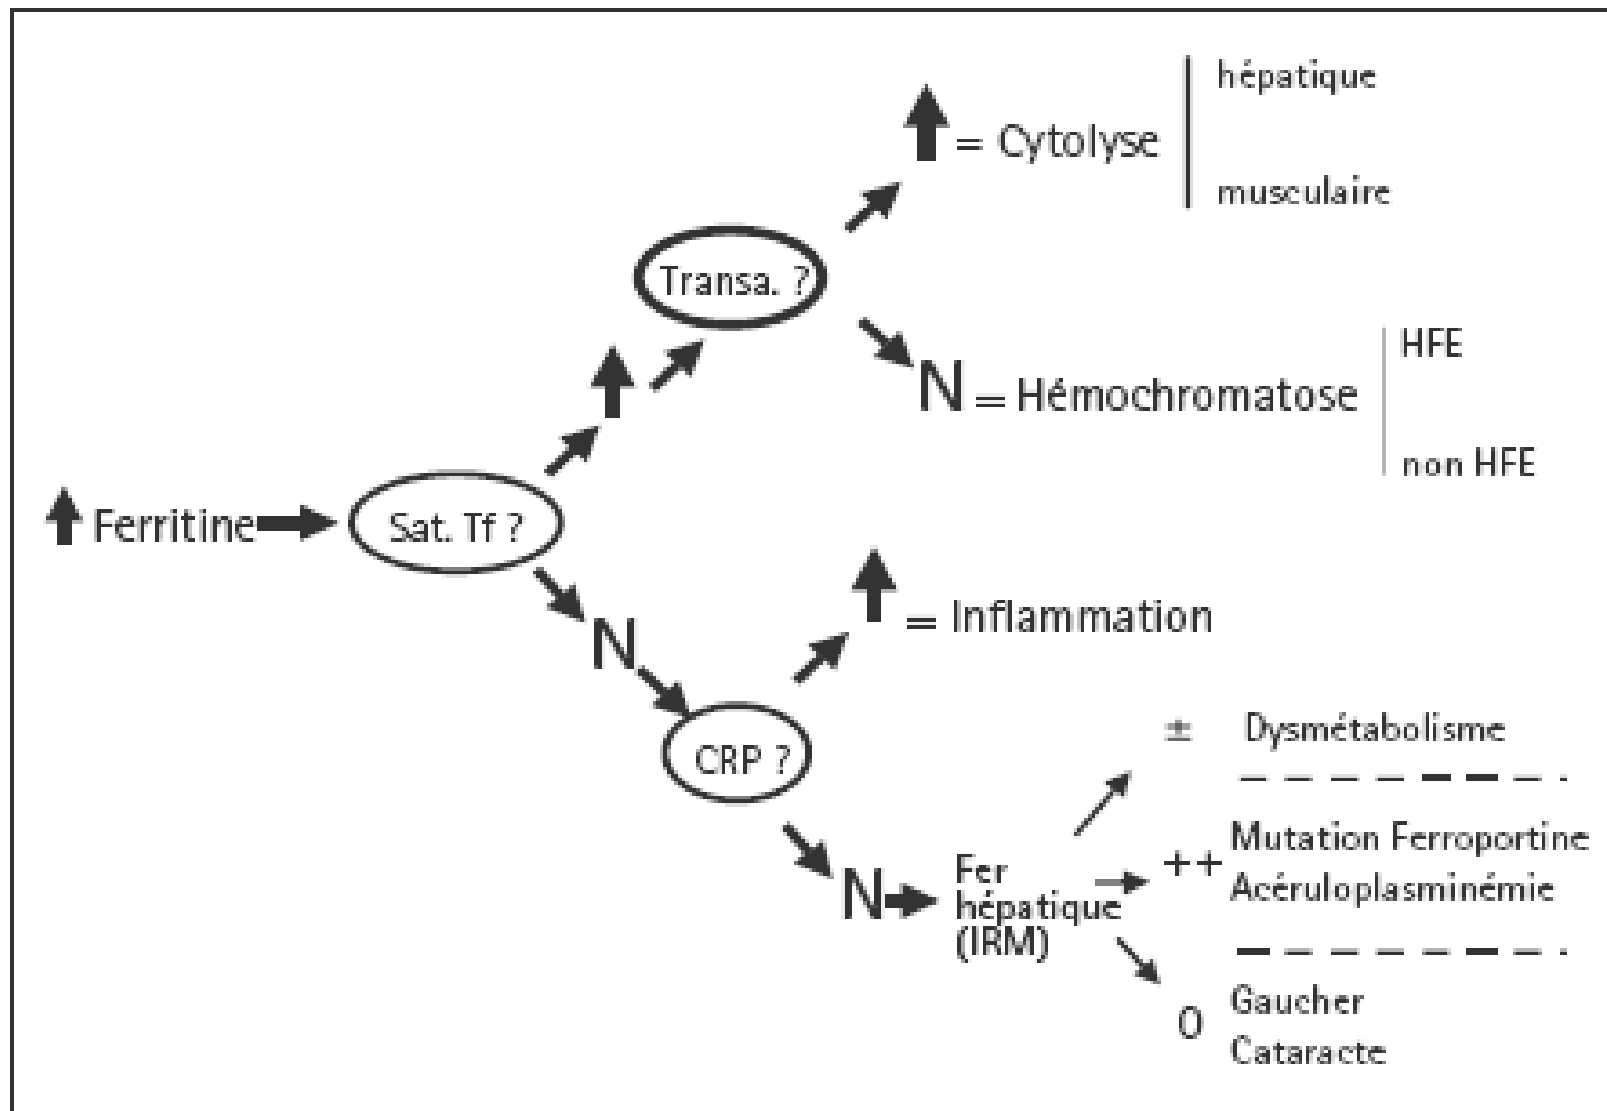 hépatique
= Cytolyse
musculaire
Transa. ?
HFE
N = Hémochromatose
non HFE
Ferritine
Sat. Tf ?
= Inflammation
N
CRP ?
± Dysmétabolisme
N
Fer
hépatique
(IRM)
++ Mutation Ferroportine
Acéruloplasminémie
0 Gaucher
Cataracte